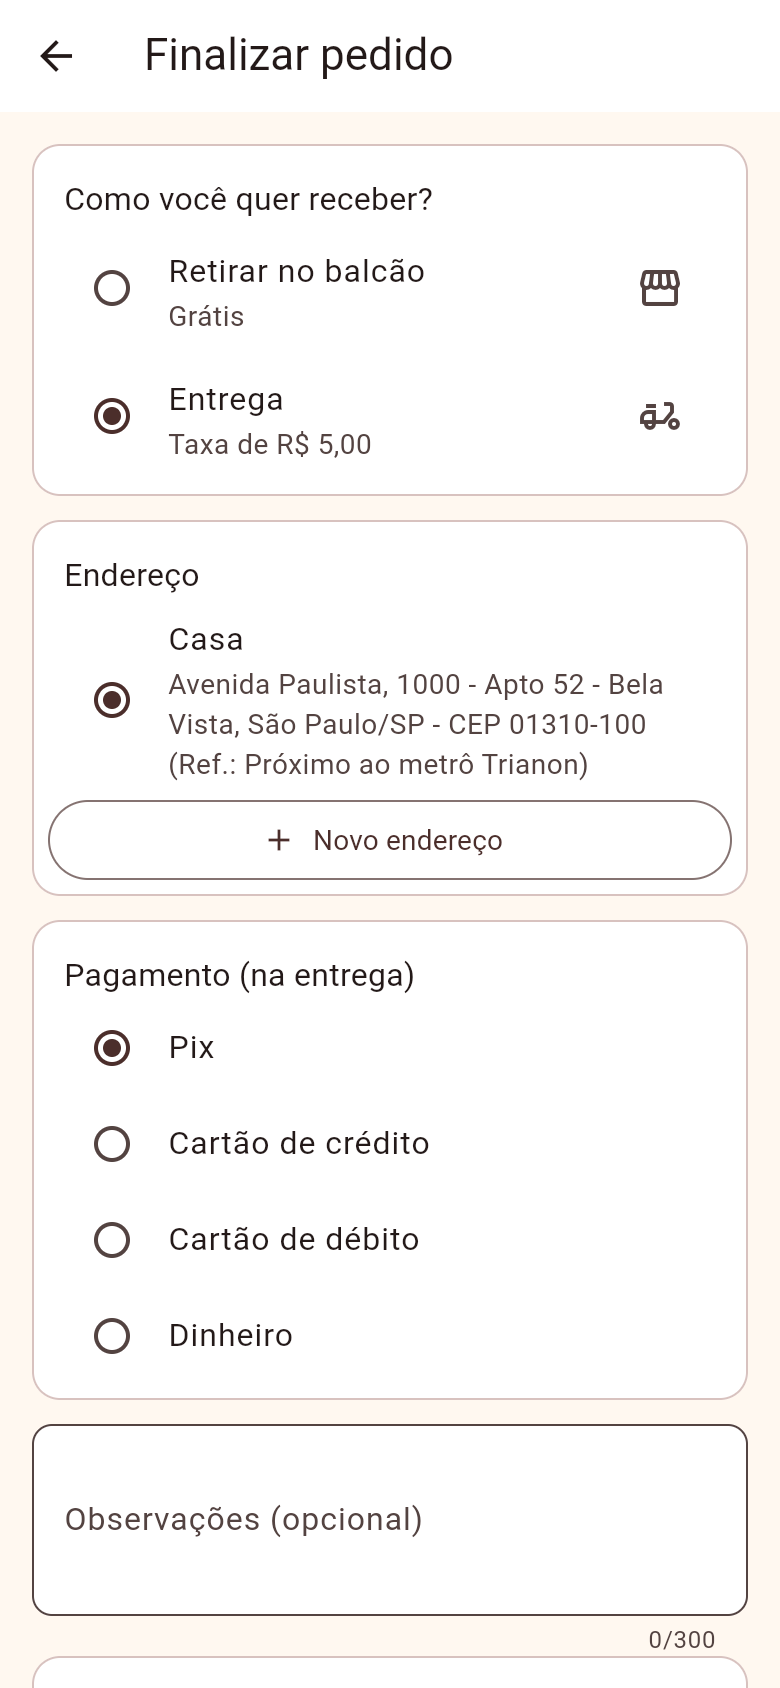 Finalizar pedido
Como você quer receber?
Retirar no balcão
Grátis
Entrega
Taxa de R$ 5,00
Endereço
Casa
Avenida Paulista, 1000 - Apto 52 - Bela
Vista, São Paulo/SP - CEP 01310-100
(Ref.: Próximo ao metrô Trianon)
Novo endereço
Pagamento (na entrega)
Pix
Cartão de crédito
Cartão de débito
Dinheiro
Observações (opcional)
0/300